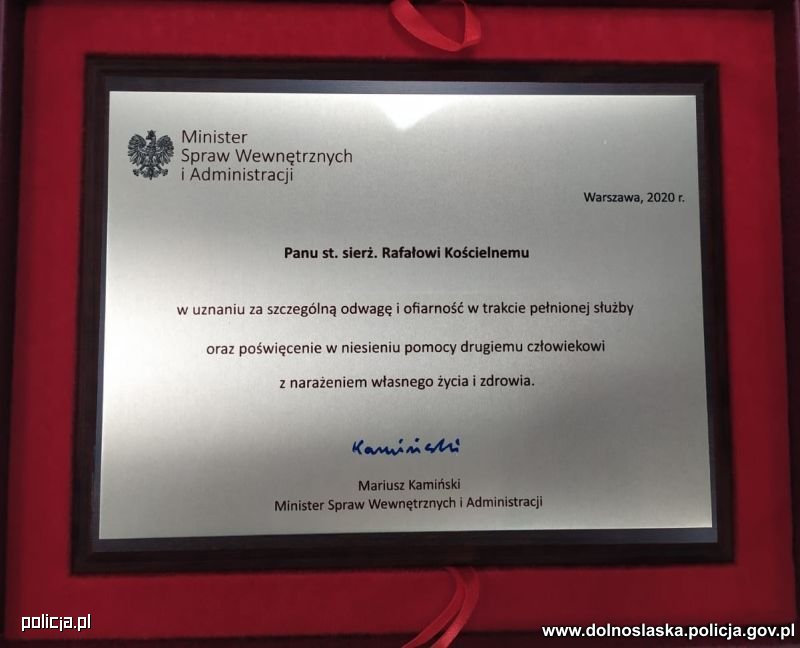 Minister
Spraw Wewnętrznych
i Administracji
Warszawa, 2020 r.
Panu st. sierż. Rafałowi Kościelnemu
w uznaniu za szczególną odwagę i ofiarność w trakcie pełnionej służby
oraz poświęcenie w niesieniu pomocy drugiemu człowiekowi
z narażeniem własnego życia i zdrowia.
Kamiński
Mariusz Kamiński
Minister Spraw Wewnętrznych i Administracji
policja.pl
www.dolnoslaska.policja.gov.pl